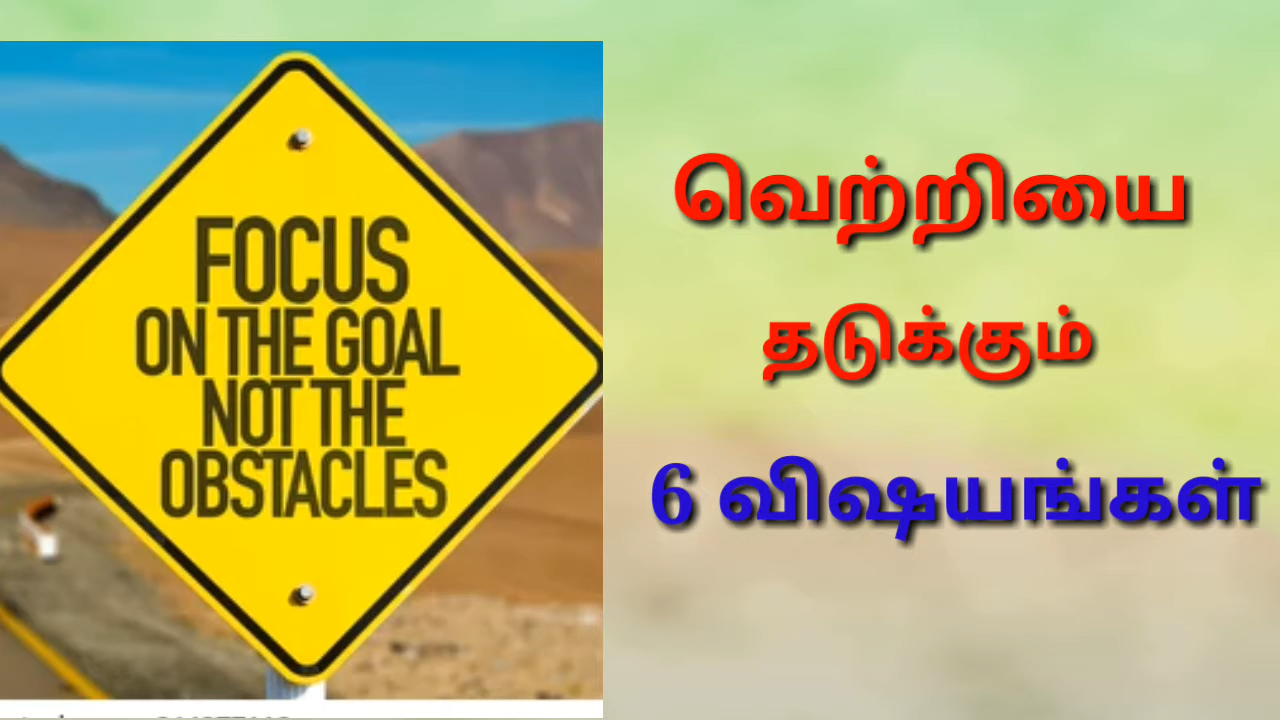 FOCUS
ON THE GOAL
NOT THE
OBSTACLES
வெற்றியை
தடுக்கும்
6 விஷயங்கள்